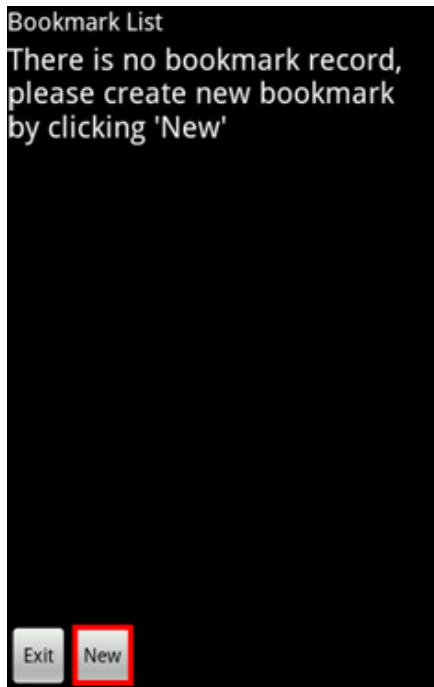 Bookmark List
There is no bookmark record,
please create new bookmark
by clicking 'New'
Exit New